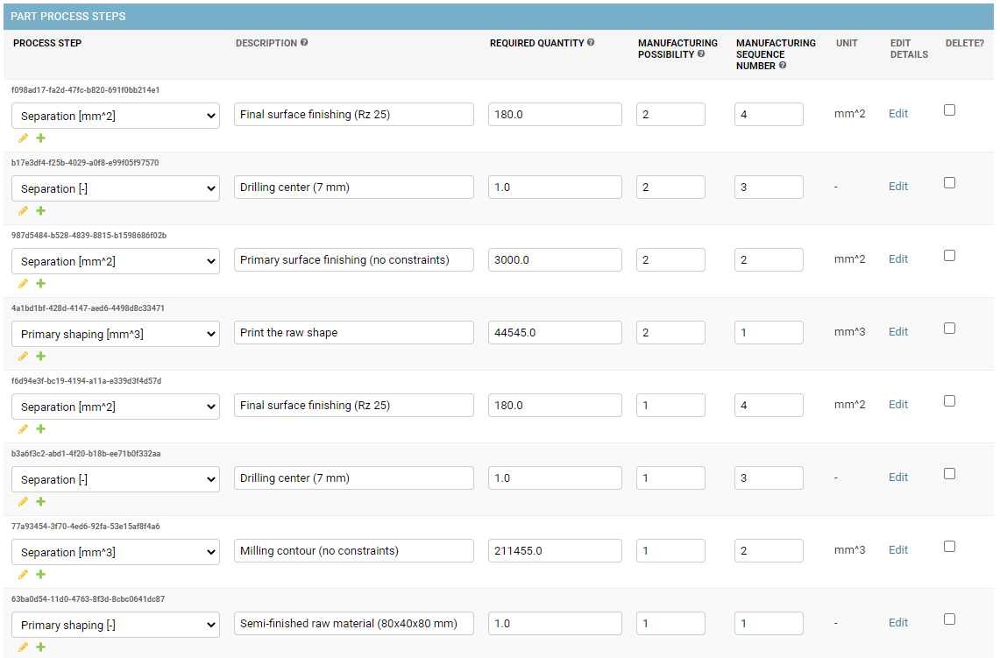 PART PROCESS STEPS
PROCESS STEP DESCRIPTION REQUIRED QUANTITY MANUFACTURING POSSIBILITY MANUFACTURING SEQUENCE NUMBER UNIT EDIT DETAILS DELETE?
f098ad17-fa2d-47fc-b820-691f0bb214e1
Separation [mm^2] Final surface finishing (Rz 25) 180.0 2 4 mm^2 Edit
b17e3df4-f25b-4029-a0f8-e99f05f97570
Separation [-] Drilling center (7 mm) 1.0 2 3 - Edit
987d5484-b528-4839-8815-b1598686f02b
Separation [mm^2] Primary surface finishing (no constraints) 3000.0 2 2 mm^2 Edit
4a1bd1bf-428d-4147-aed6-4498d8c33471
Primary shaping [mm^3] Print the raw shape 44545.0 2 1 mm^3 Edit
f6d94e3f-bc19-4194-a11a-e339d3f4d57d
Separation [mm^2] Final surface finishing (Rz 25) 180.0 1 4 mm^2 Edit
b3a6f3c2-abd1-4f20-b18b-ee71b0f332aa
Separation [-] Drilling center (7 mm) 1.0 1 3 - Edit
77a93454-3f70-4ed6-92fa-53e15af8f4a6
Separation [mm^3] Milling contour (no constraints) 211455.0 1 2 mm^3 Edit
63ba0d54-11d0-4763-8f3d-8cbc0641dc87
Primary shaping [-] Semi-finished raw material (80x40x80 mm) 1.0 1 1 - Edit